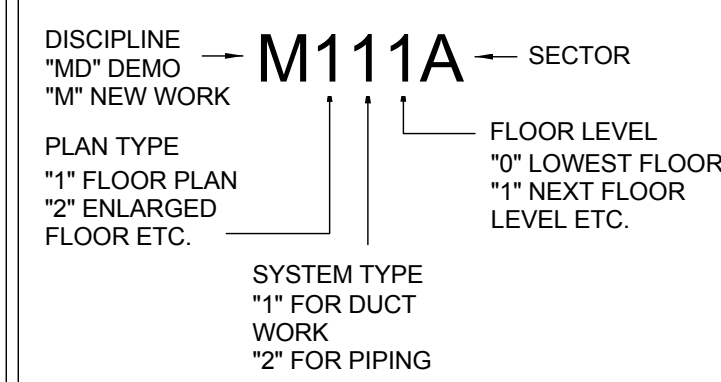 DISCIPLINE
"MD" DEMO
"M" NEW WORK
M111A
SECTOR
PLAN TYPE
"1" FLOOR PLAN
"2" ENLARGED
FLOOR ETC.
FLOOR LEVEL
"0" LOWEST FLOOR
"1" NEXT FLOOR
LEVEL ETC.
SYSTEM TYPE
"1" FOR DUCT
WORK
"2" FOR PIPING